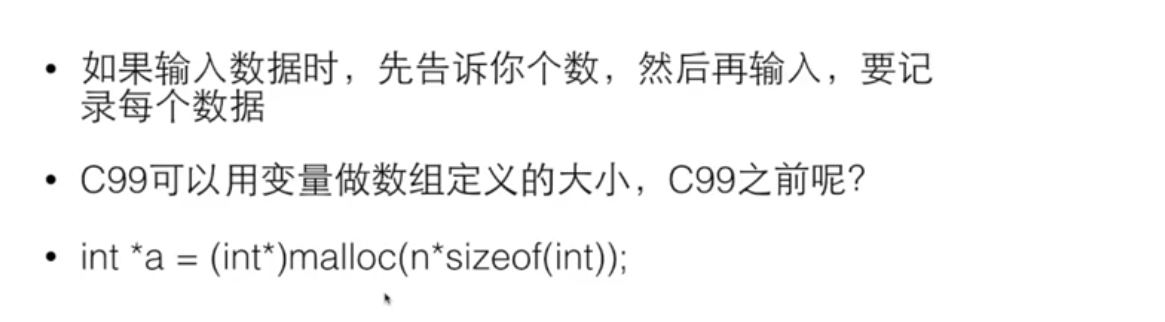 • 如果输入数据时，先告诉你个数，然后再输入，要记
录每个数据
• C99可以用变量做数组定义的大小，C99之前呢？
• int *a = (int*)malloc(n*sizeof(int));